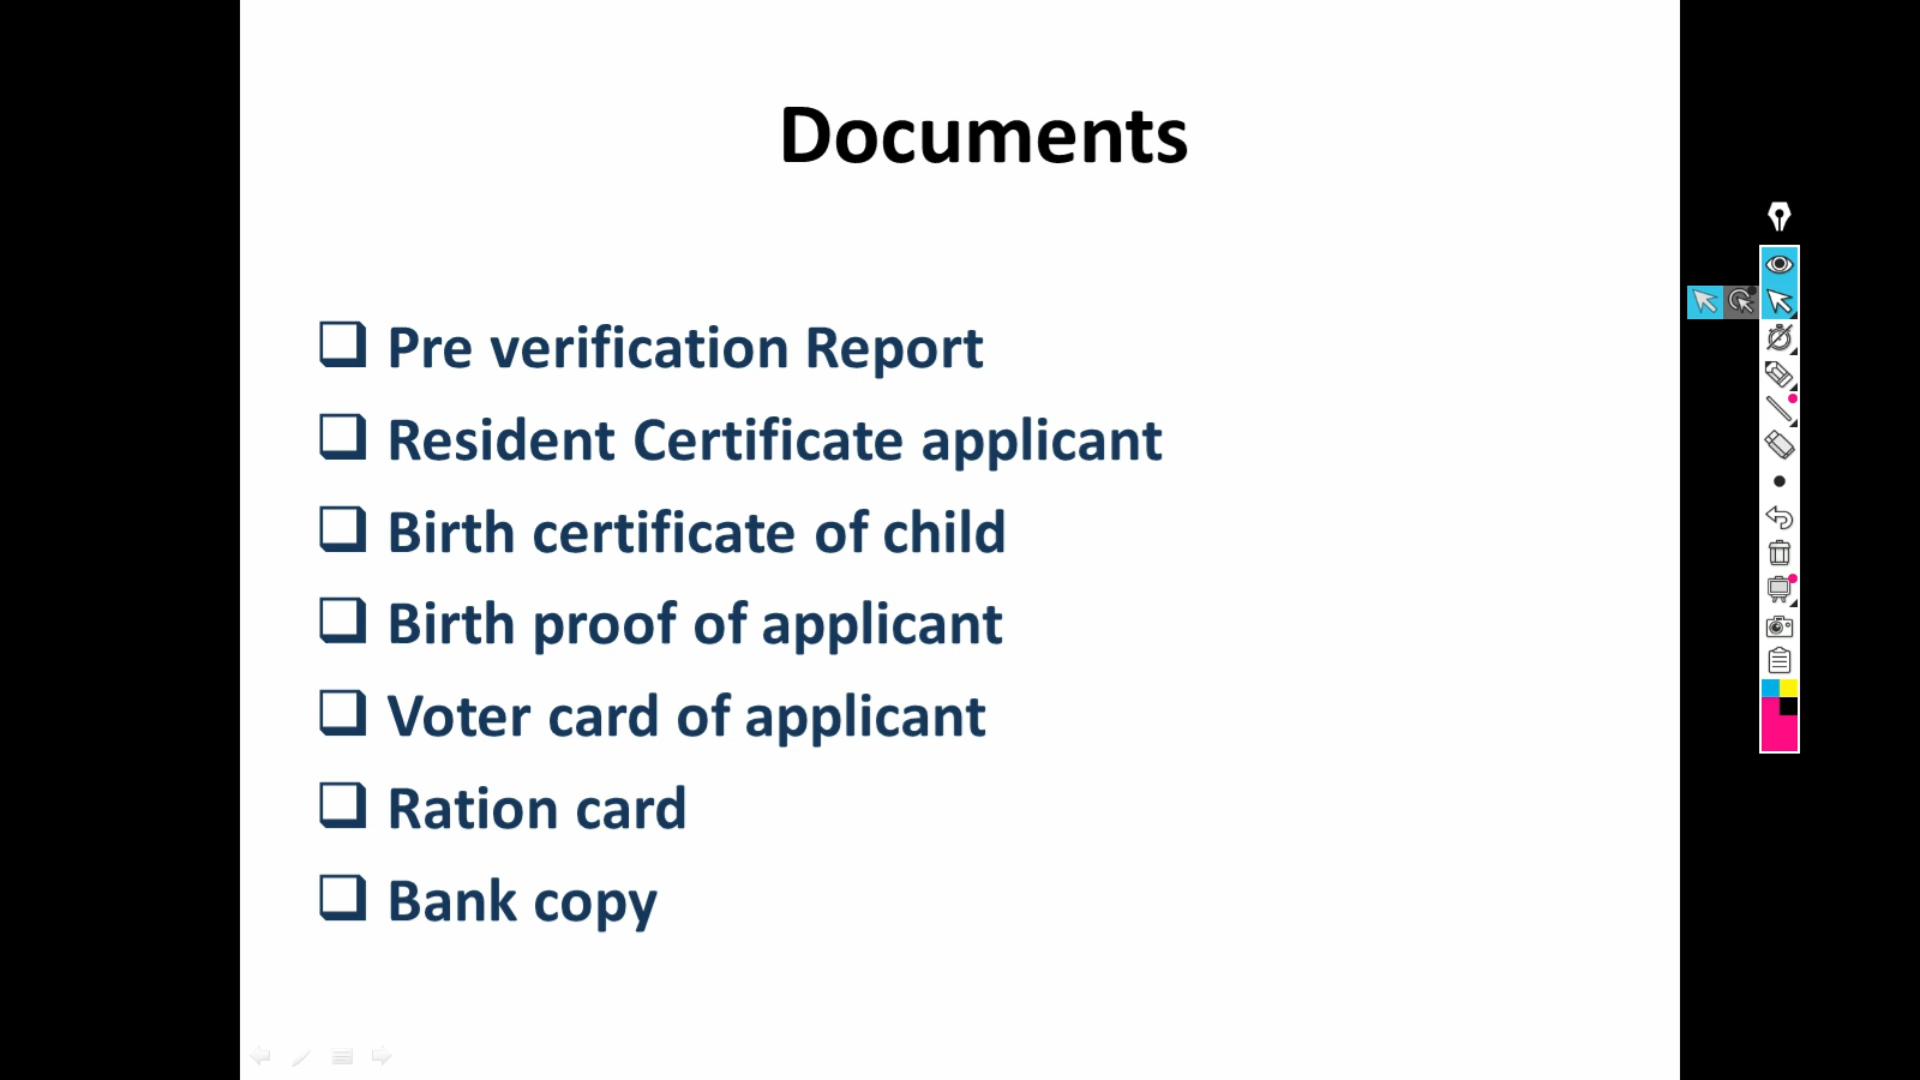 Documents
Pre verification Report
Resident Certificate applicant
Birth certificate of child
Birth proof of applicant
Voter card of applicant
Ration card
Bank copy